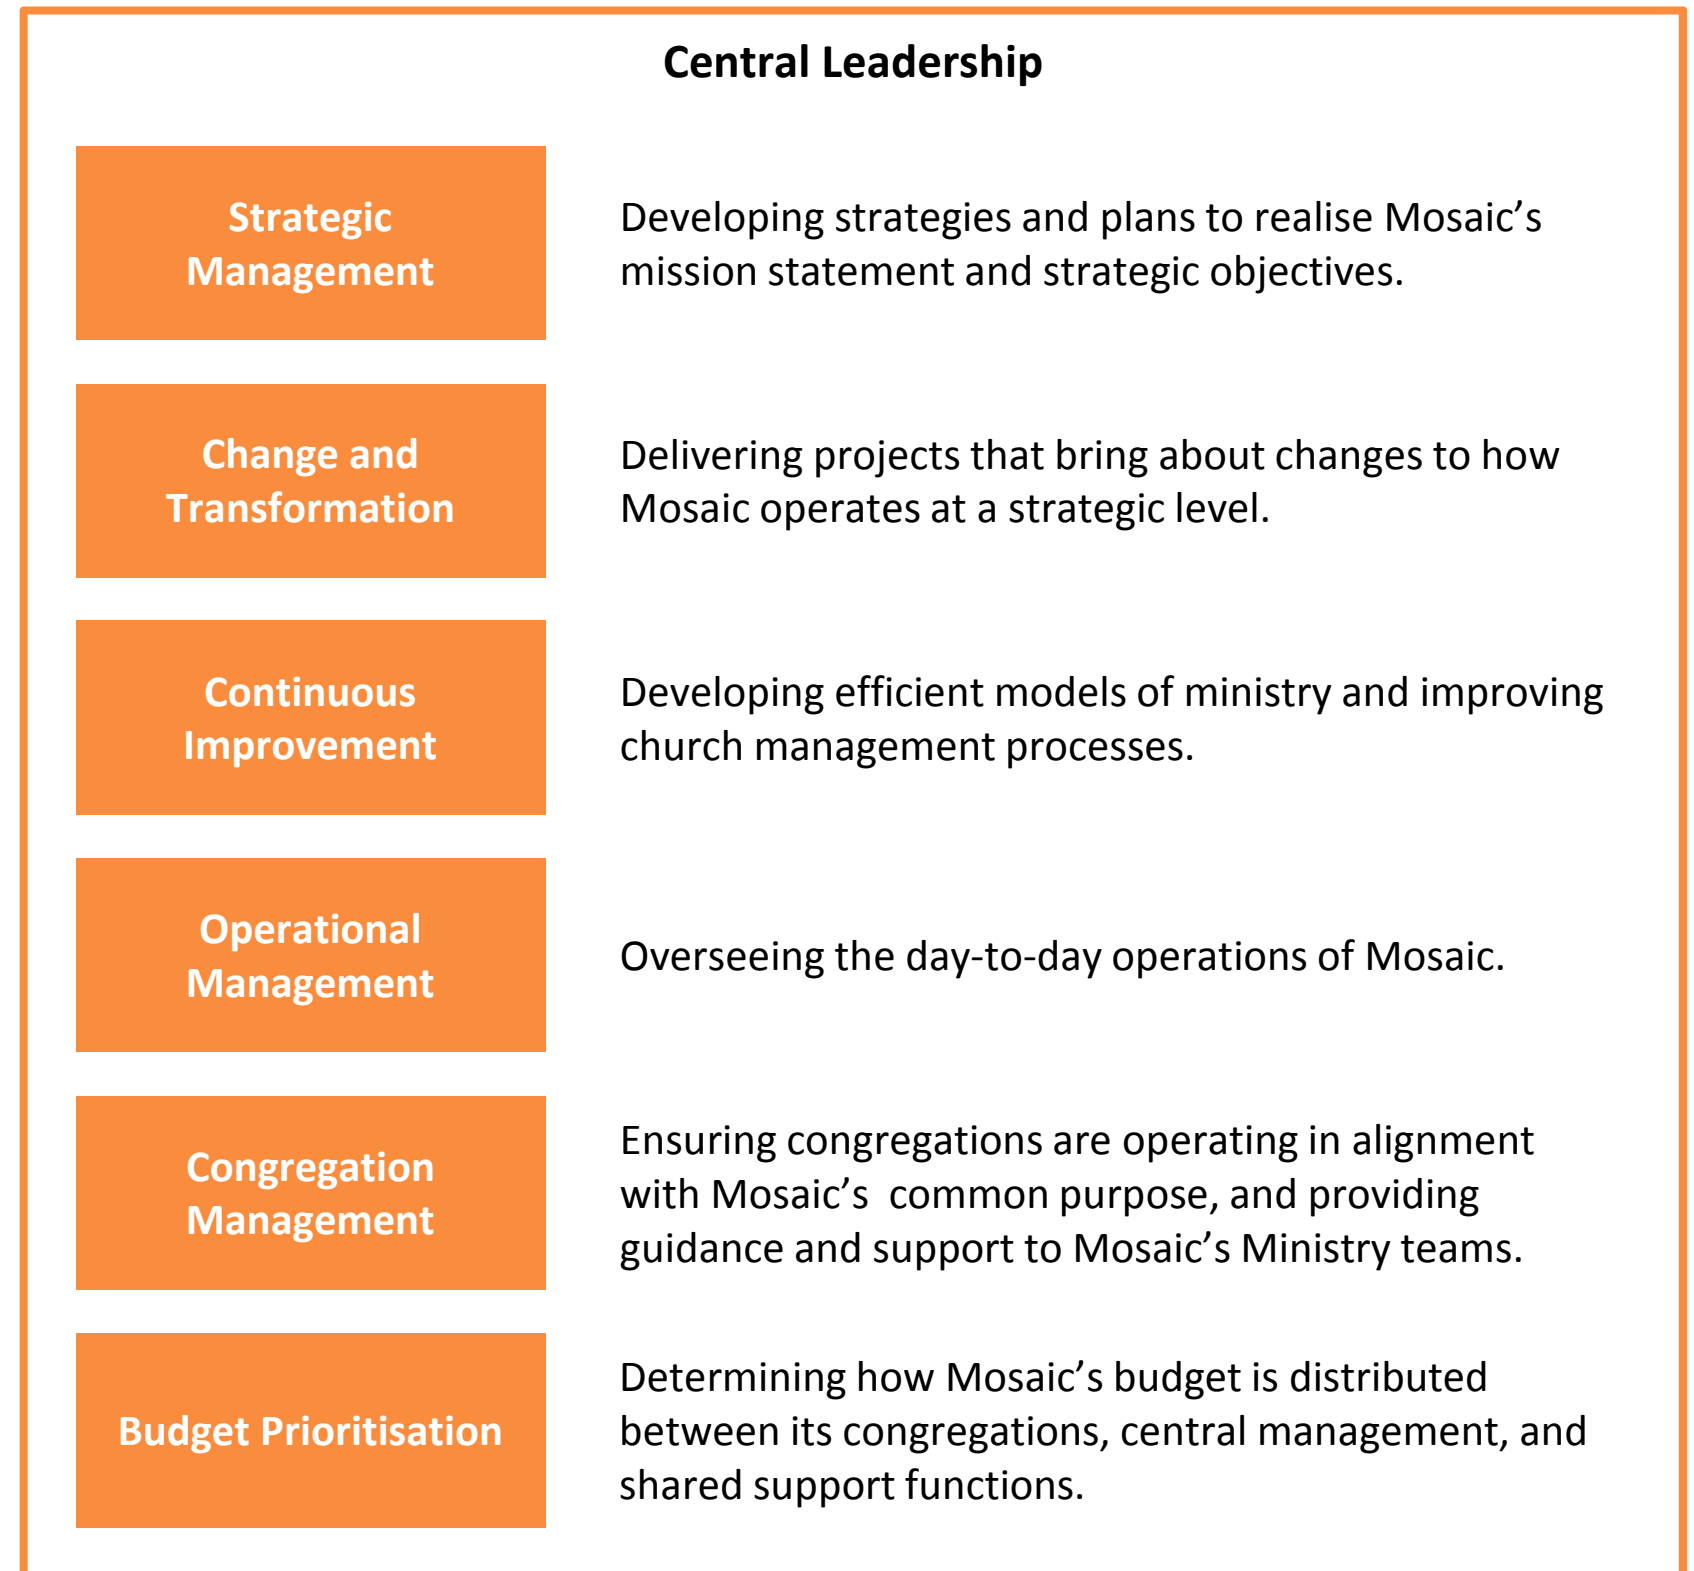 Central Leadership
Strategic
Management
Developing strategies and plans to realise Mosaic’s
mission statement and strategic objectives.
Change and
Transformation
Delivering projects that bring about changes to how
Mosaic operates at a strategic level.
Continuous
Improvement
Developing efficient models of ministry and improving
church management processes.
Operational
Management
Overseeing the day-to-day operations of Mosaic.
Congregation
Management
Ensuring congregations are operating in alignment
with Mosaic’s  common purpose, and providing
guidance and support to Mosaic’s Ministry teams.
Budget Prioritisation
Determining how Mosaic’s budget is distributed
between its congregations, central management, and
shared support functions.